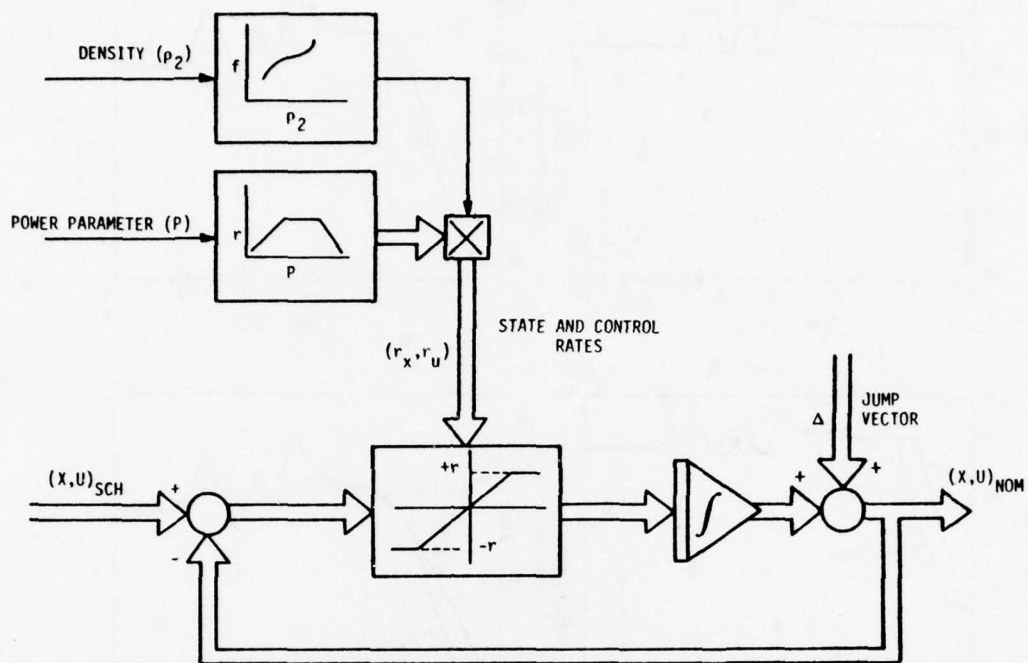 DENSITY (ρ₂)
f
ρ₂
POWER PARAMETER (P)
r
P
STATE AND CONTROL
RATES
(rₓ,rᵤ)
Δ
JUMP
VECTOR
(X,U)SCH
+
-
+r
-r
∫
+
+
(X,U)NOM